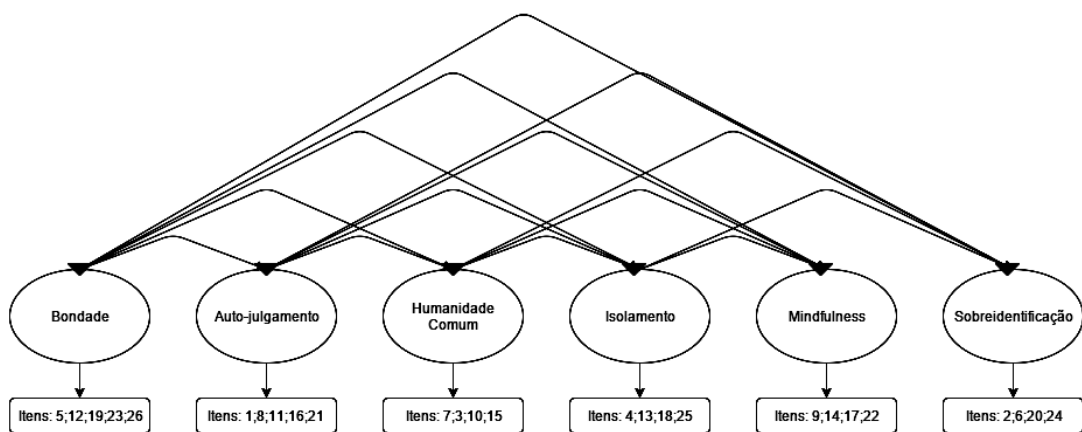 Bondade
Auto-julgamento
Humanidade
Comum
Isolamento
Mindfulness
Sobreidentificação
Itens: 5;12;19;23;26
Itens: 1;8;11;16;21
Itens: 7;3;10;15
Itens: 4;13;18;25
Itens: 9;14;17;22
Itens: 2;6;20;24